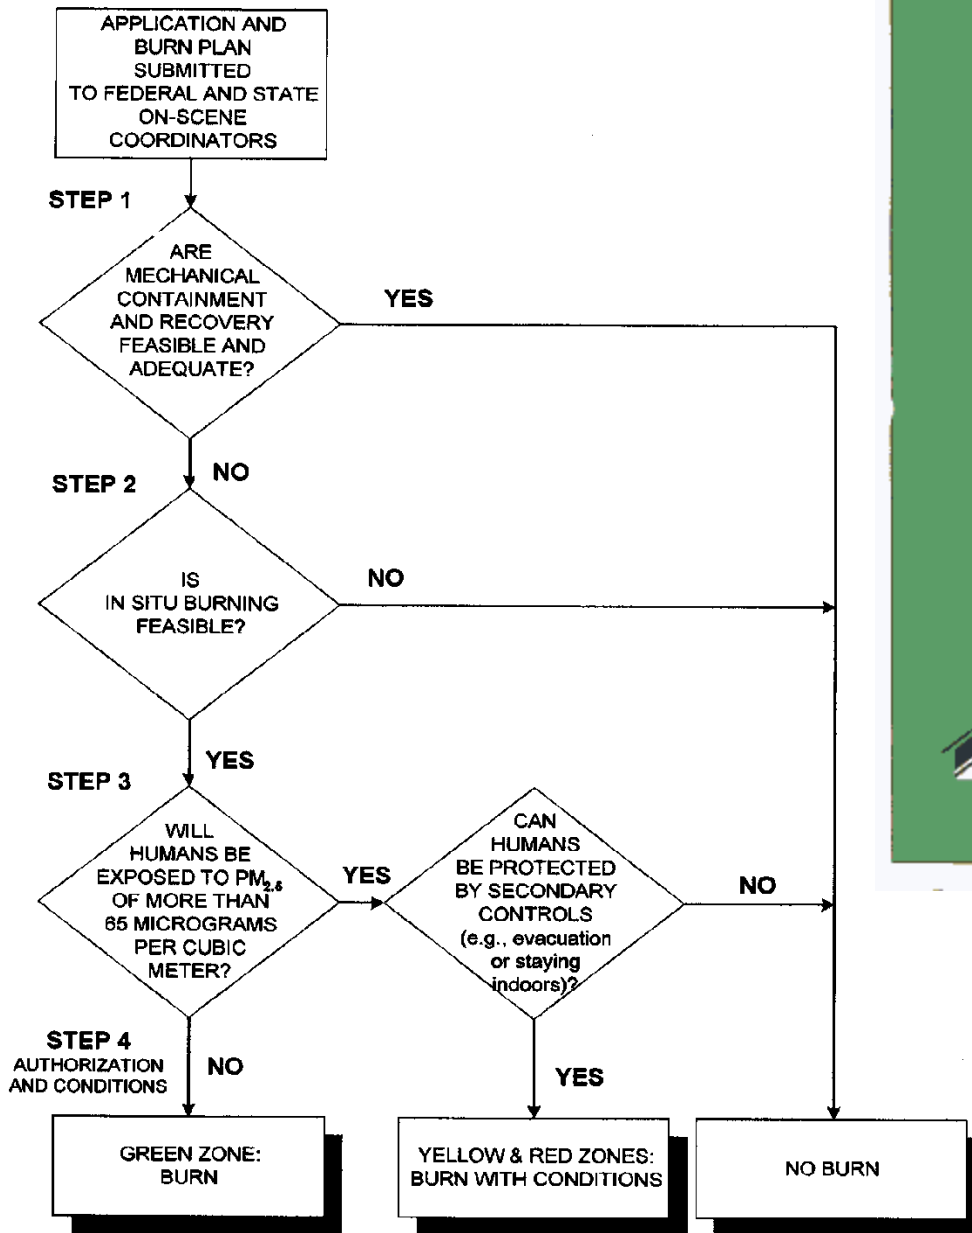 APPLICATION AND
BURN PLAN
SUBMITTED
TO FEDERAL AND STATE
ON-SCENE
COORDINATORS
STEP 1
ARE
MECHANICAL
CONTAINMENT
AND RECOVERY
FEASIBLE AND
ADEQUATE?
YES
NO
STEP 2
IS
IN SITU BURNING
FEASIBLE?
NO
YES
STEP 3
WILL
HUMANS BE
EXPOSED TO PM2.5
OF MORE THAN
65 MICROGRAMS
PER CUBIC
METER?
YES
CAN
HUMANS
BE PROTECTED
BY SECONDARY
CONTROLS
(e.g., evacuation
or staying
indoors)?
NO
STEP 4
AUTHORIZATION
AND CONDITIONS
NO
YES
GREEN ZONE:
BURN
YELLOW & RED ZONES:
BURN WITH CONDITIONS
NO BURN